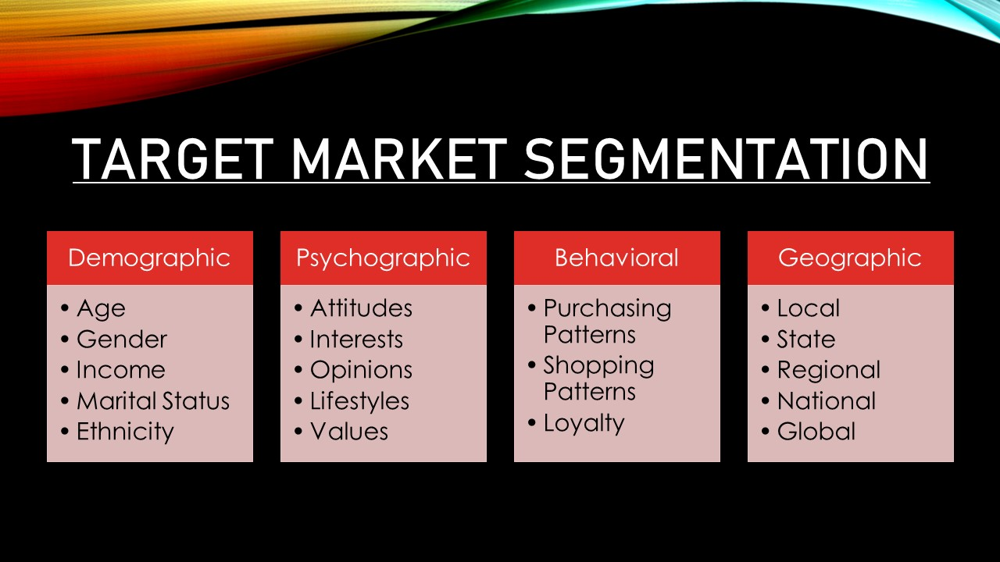 TARGET MARKET SEGMENTATION
Demographic
• Age
• Gender
• Income
• Marital Status
• Ethnicity
Psychographic
• Attitudes
• Interests
• Opinions
• Lifestyles
• Values
Behavioral
• Purchasing
Patterns
• Shopping
Patterns
• Loyalty
Geographic
• Local
• State
• Regional
• National
• Global